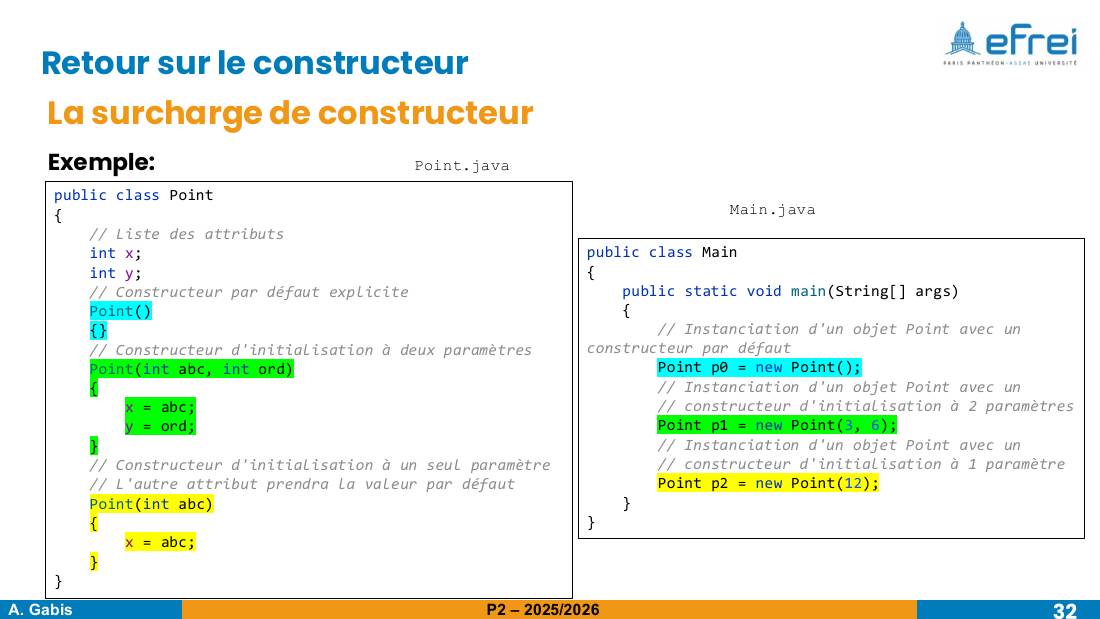 efrei
PARIS PANTHÉON-ASSAS UNIVERSITÉ
Retour sur le constructeur
La surcharge de constructeur
Exemple:
Point.java
public class Point
{
    // Liste des attributs
    int x;
    int y;
    // Constructeur par défaut explicite
    Point()
    {}
    // Constructeur d'initialisation à deux paramètres
    Point(int abc, int ord)
    {
        x = abc;
        y = ord;
    }
    // Constructeur d'initialisation à un seul paramètre
    // L'autre attribut prendra la valeur par défaut
    Point(int abc)
    {
        x = abc;
    }
}
Main.java
public class Main
{
    public static void main(String[] args)
    {
        // Instanciation d'un objet Point avec un
constructeur par défaut
        Point p0 = new Point();
        // Instanciation d'un objet Point avec un
        // constructeur d'initialisation à 2 paramètres
        Point p1 = new Point(3, 6);
        // Instanciation d'un objet Point avec un
        // constructeur d'initialisation à 1 paramètre
        Point p2 = new Point(12);
    }
}
A. Gabis
P2 – 2025/2026
32